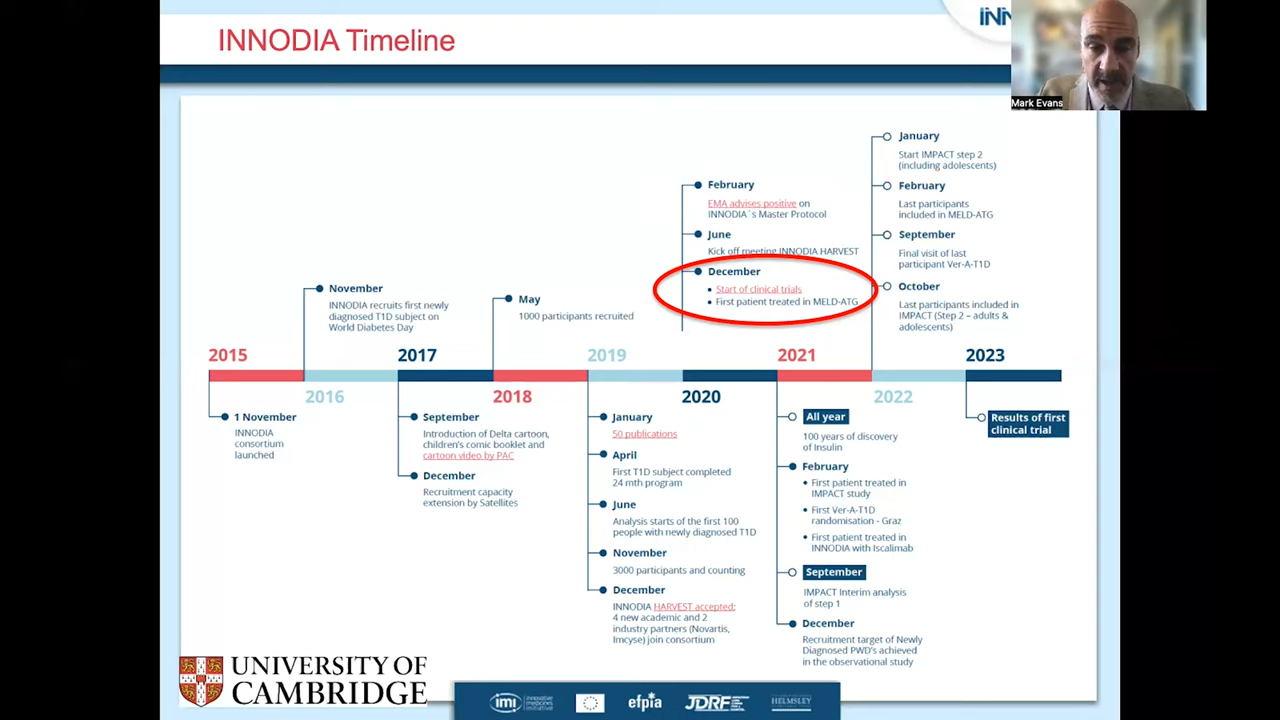 INNODIA Timeline
INN
Mark Evans
January
Start IMPACT step 2
(including adolescents)
February
Last participants
included in MELD-ATG
September
Final visit of last
participant Ver-A-T1D
October
Last participants included in
IMPACT (Step 2 – adults &
adolescents)
February
EMA advises positive on
INNODIA´s Master Protocol
June
Kick off meeting INNODIA HARVEST
December
• Start of clinical trials
• First patient treated in MELD-ATG
November
INNODIA recruits first newly
diagnosed T1D subject on
World Diabetes Day
May
1000 participants recruited
2015
2017
2019
2021
2023
2016
2018
2020
2022
1 November
INNODIA
consortium
launched
September
Introduction of Delta cartoon,
children's comic booklet and
cartoon video by PAC
December
Recruitment capacity
extension by Satellites
January
50 publications
April
First T1D subject completed
24 mth program
June
Analysis starts of the first 100
people with newly diagnosed T1D
November
3000 participants and counting
December
INNODIA HARVEST accepted;
4 new academic and 2
industry partners (Novartis,
Imcyse) join consortium
All year
100 years of discovery
of Insulin
February
• First patient treated in
IMPACT study
• First Ver-A-T1D
randomisation - Graz
• First patient treated in
INNODIA with Iscalimab
September
IMPACT Interim analysis
of step 1
December
Recruitment target of Newly
Diagnosed PWD's achieved
in the observational study
Results of first
clinical trial
UNIVERSITY OF
CAMBRIDGE
imi
innovative
medicines
initiative
efpia
JDRF
HELMSLEY